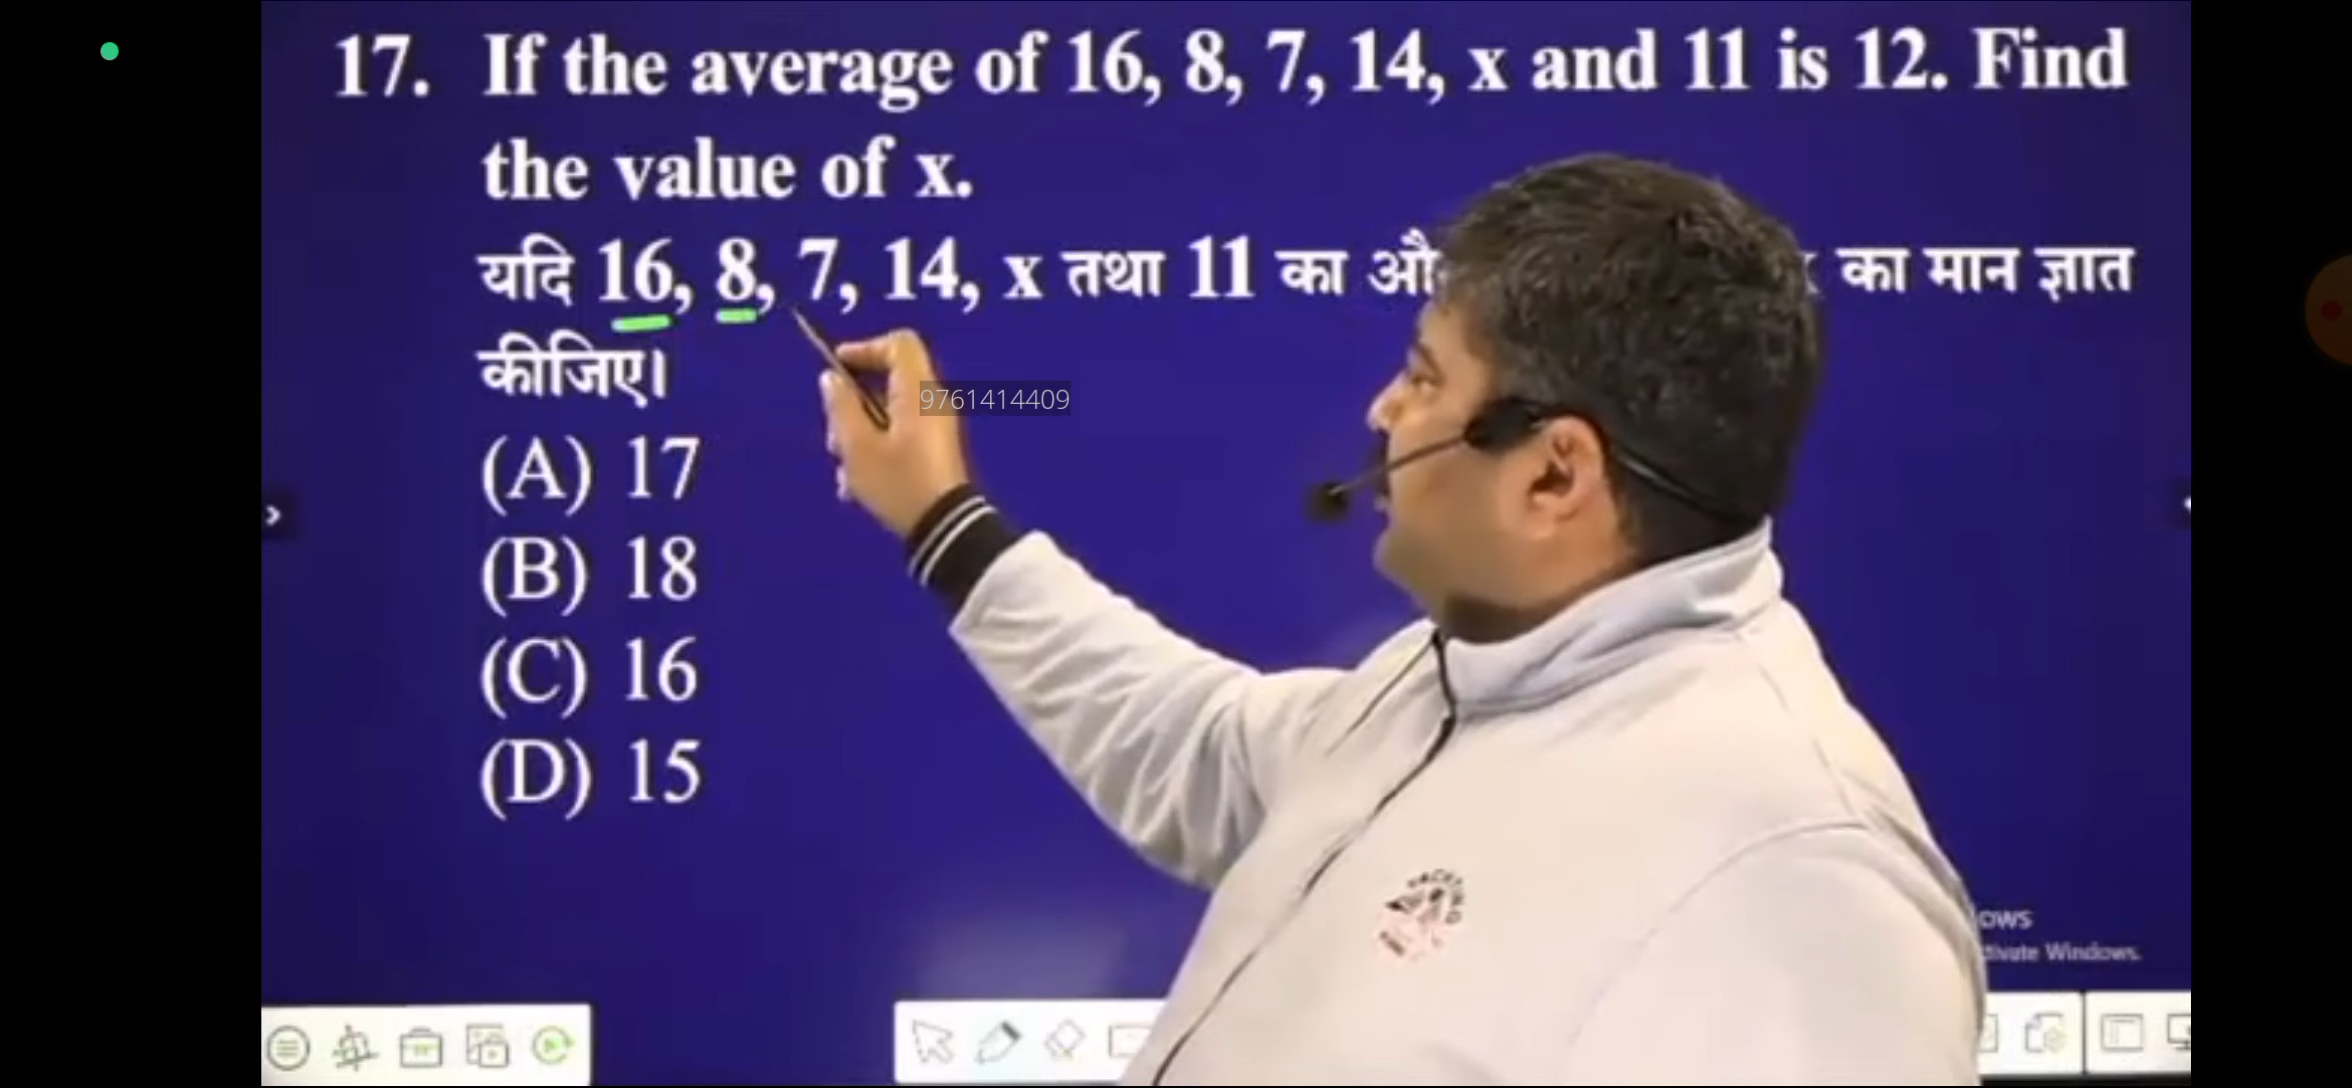 17. If the average of 16, 8, 7, 14, x and 11 is 12. Find
the value of x.
यदि 16, 8, 7, 14, x तथा 11 का का मान ज्ञात
कीजिए।
9761414409
(A) 17
(B) 18
(C) 16
(D) 15
Windows.